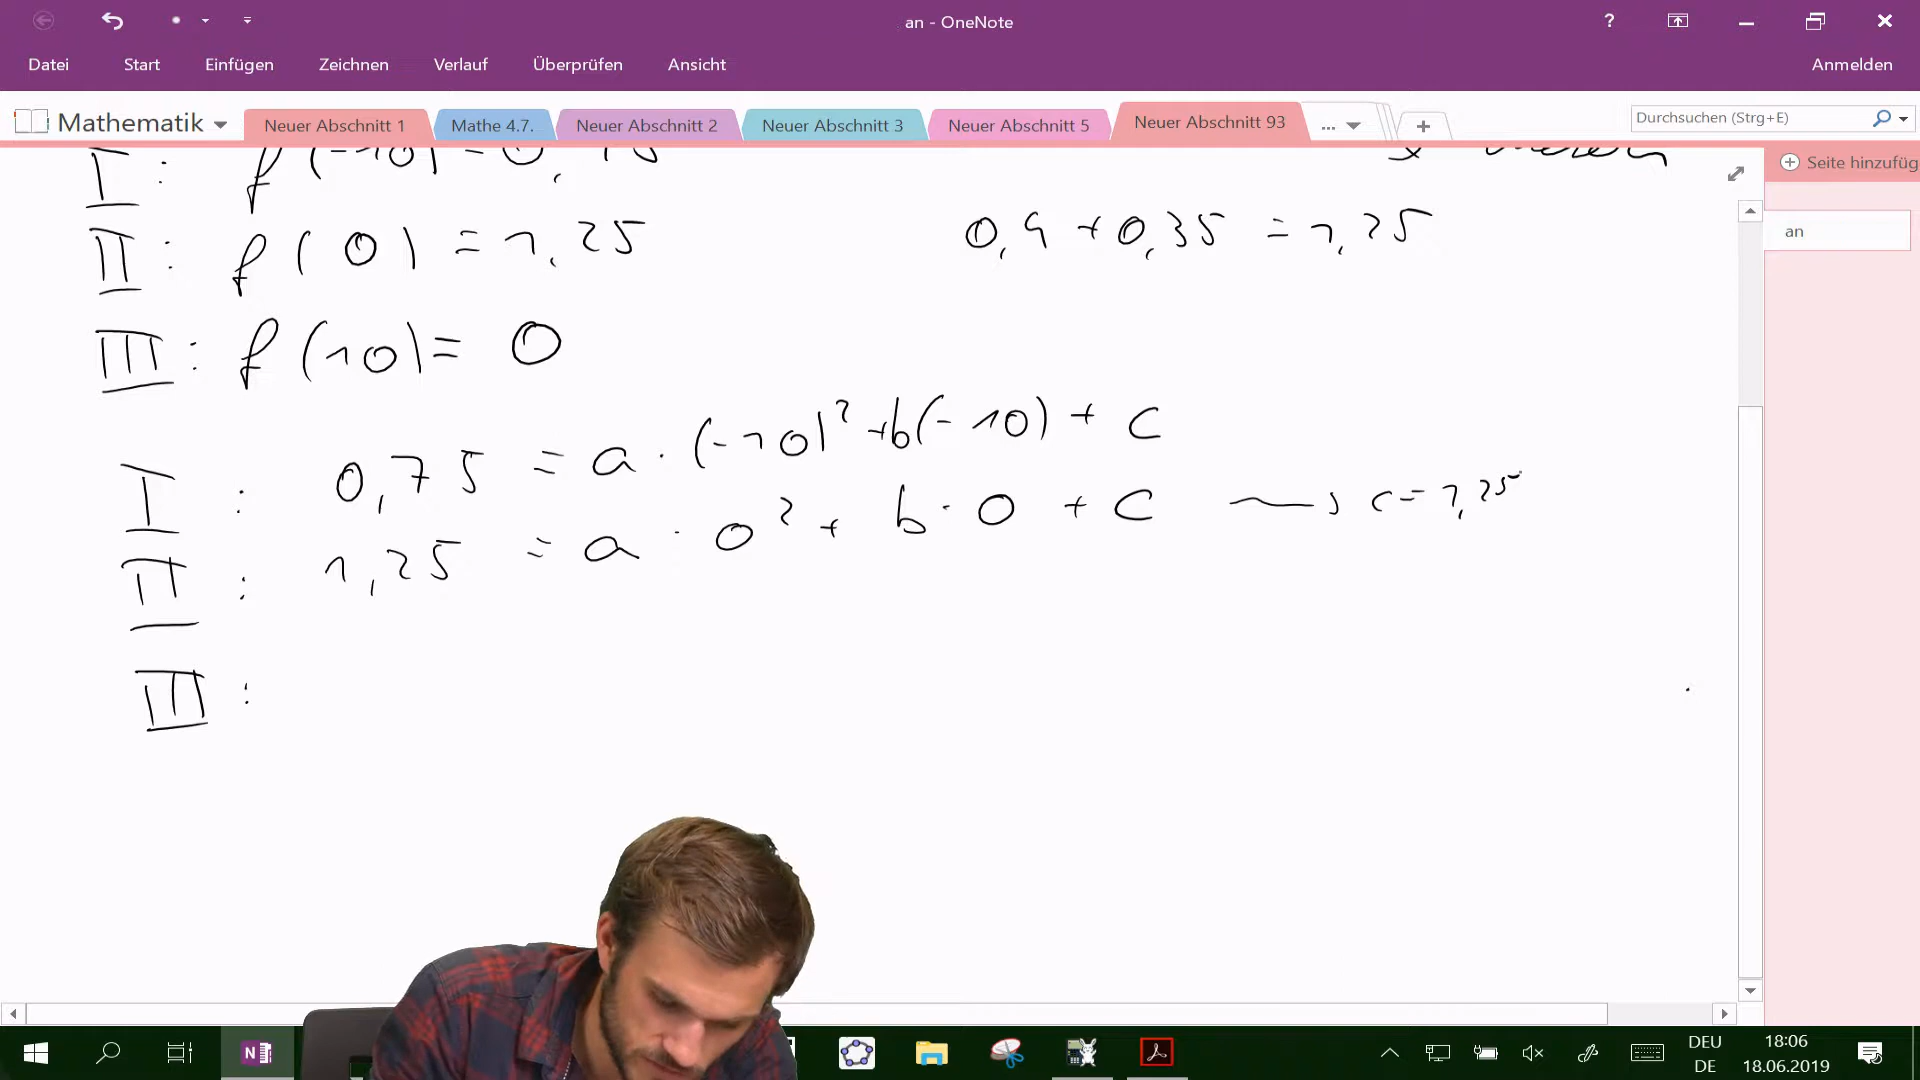 an - OneNote
?
Datei Start Einfügen Zeichnen Verlauf Überprüfen Ansicht Anmelden
Mathematik Neuer Abschnitt 1 Mathe 4.7. Neuer Abschnitt 2 Neuer Abschnitt 3 Neuer Abschnitt 5 Neuer Abschnitt 93 ... + Durchsuchen (Strg+E)
Seite hinzufüg
an
I: f(-10) = 0,75
II: f(0) = 1,25
0,9 + 0,35 = 1,25
III: f(10) = 0
I: 0,75 = a · (-10)² + b(-10) + c
II: 1,25 = a · 0² + b · 0 + c → c = 1,25
III:
DEU
DE
18:06
18.06.2019